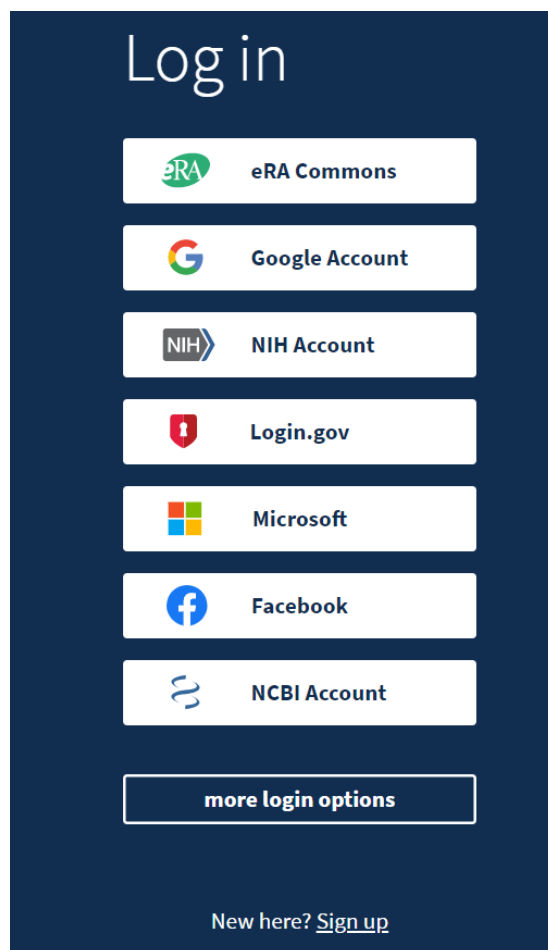 Log in
eRA eRA Commons
Google Account
NIH NIH Account
Login.gov
Microsoft
Facebook
NCBI Account
more login options
New here? Sign up